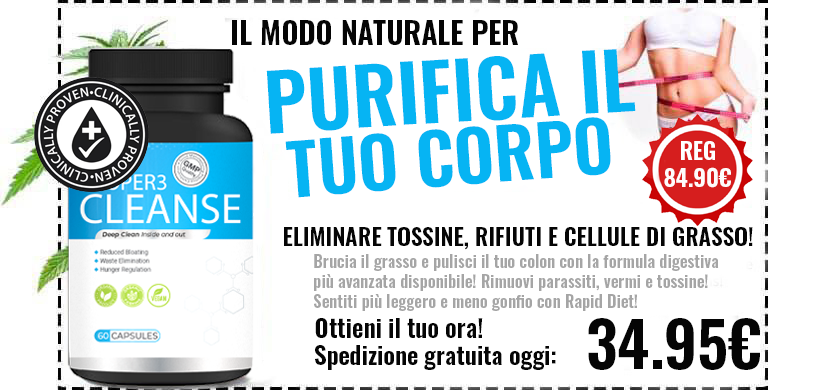 IL MODO NATURALE PER
PURIFICA IL
TUO CORPO
REG
84.90€
CLINICALLY PROVEN•CLINICALLY PROVEN•
GMP
Quality
CLEANSE
Deep Clean Inside and out
• Reduced Bloating
• Waste Elimination
• Hunger Regulation
60 CAPSULES
ELIMINARE TOSSINE, RIFIUTI E CELLULE DI GRASSO!
Brucia il grasso e pulisci il tuo colon con la formula digestiva
più avanzata disponibile! Rimuovi parassiti, vermi e tossine!
Sentiti più leggero e meno gonfio con Rapid Diet!
Ottieni il tuo ora!
Spedizione gratuita oggi:
34.95€